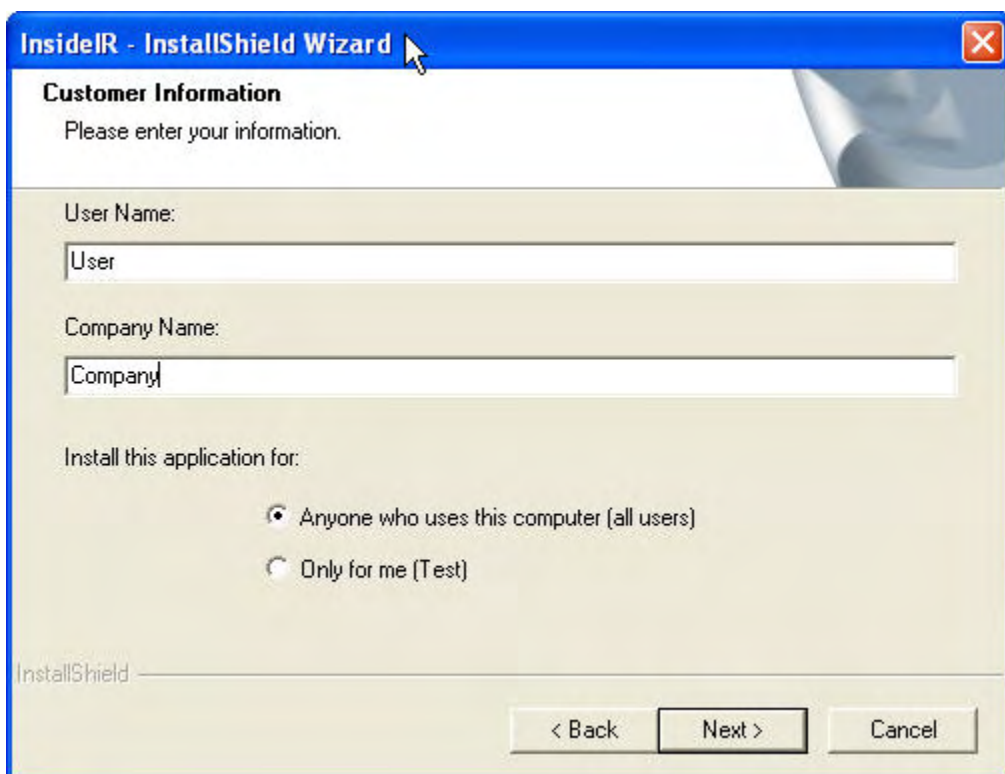 InsideIR - InstallShield Wizard
Customer Information
Please enter your information.
User Name:
User
Company Name:
Company
Install this application for:
Anyone who uses this computer (all users)
Only for me (Test)
InstallShield
< Back Next > Cancel